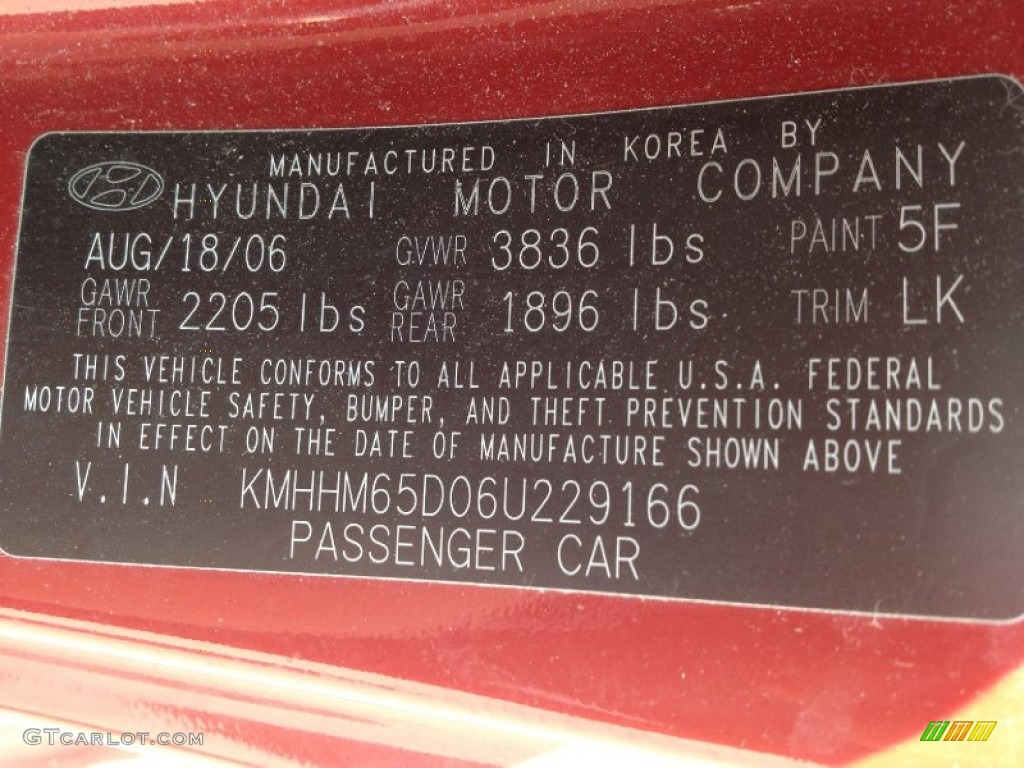 MANUFACTURED IN KOREA BY
HYUNDAI MOTOR COMPANY
AUG/18/06 GVWR 3836 lbs PAINT 5F
GAWR FRONT 2205 lbs GAWR REAR 1896 lbs TRIM LK
THIS VEHICLE CONFORMS TO ALL APPLICABLE U.S.A. FEDERAL
MOTOR VEHICLE SAFETY, BUMPER, AND THEFT PREVENTION STANDARDS
IN EFFECT ON THE DATE OF MANUFACTURE SHOWN ABOVE
V.I.N KMHHM65D06U229166
PASSENGER CAR
GTCARLOT.COM